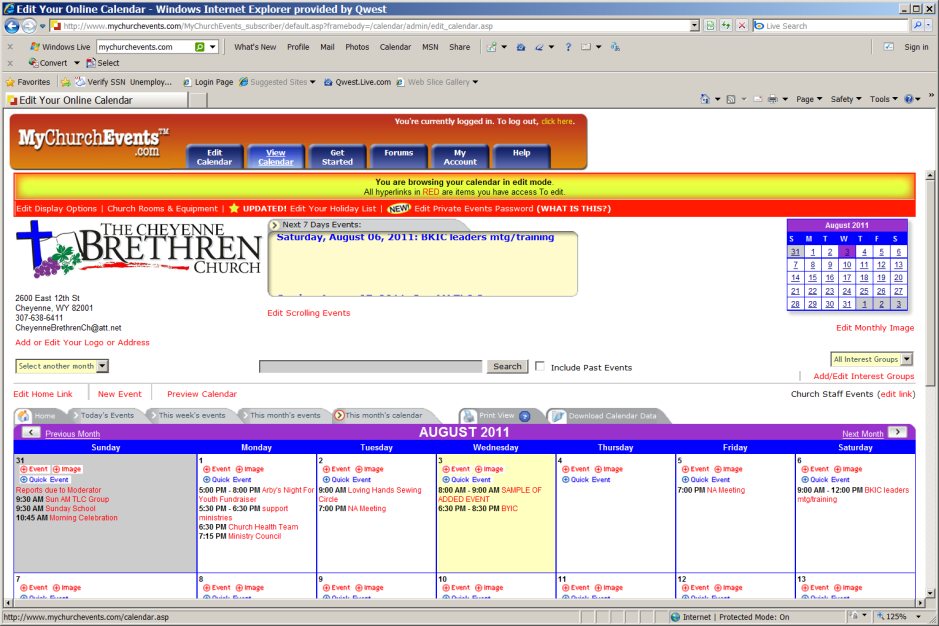 Edit Your Online Calendar - Windows Internet Explorer provided by Qwest
http://www.mychurchevents.com/MyChurchEvents_subscriber/default.asp?framebody=/calendar/admin/edit_calendar.asp
Live Search
Windows Live mychurchevents.com What's New Profile Mail Photos Calendar MSN Share Sign in
Convert Select
Favorites Verify SSN Unemploy... Login Page Suggested Sites Qwest.Live.com Web Slice Gallery
Edit Your Online Calendar Page Safety Tools
You're currently logged in. To log out, click here.
MyChurchEvents™
.com
Edit Calendar
View Calendar
Get Started
Forums
My Account
Help
You are browsing your calendar in edit mode.
All hyperlinks in RED are items you have access To edit.
Edit Display Options | Church Rooms & Equipment | UPDATED! Edit Your Holiday List | NEW! Edit Private Events Password (WHAT IS THIS?)
THE CHEYENNE
BRETHREN
CHURCH
Next 7 Days Events:
Saturday, August 06, 2011: BKIC leaders mtg/training
August 2011
S M T W T F S
31 1 2 3 4 5 6
7 8 9 10 11 12 13
14 15 16 17 18 19 20
21 22 23 24 25 26 27
28 29 30 31 1 2 3
2600 East 12th St
Cheyenne, WY 82001
307-638-6411
CheyenneBrethrenCh@att.net
Edit Scrolling Events
Edit Monthly Image
Add or Edit Your Logo or Address
Select another month Search Include Past Events All Interest Groups
| Add/Edit Interest Groups
Edit Home Link New Event Preview Calendar Church Staff Events (edit link)
Home Today's Events This week's events This month's events This month's calendar Print View Download Calendar Data
Previous Month AUGUST 2011 Next Month
Sunday Monday Tuesday Wednesday Thursday Friday Saturday
31
Event Image
Quick Event
Reports due to Moderator
9:30 AM Sun AM TLC Group
9:30 AM Sunday School
10:45 AM Morning Celebration
1
Event Image
Quick Event
5:00 PM - 8:00 PM Arby's Night For
Youth Fundraiser
5:30 PM - 6:30 PM support
ministries
6:30 PM Church Health Team
7:15 PM Ministry Council
2
Event Image
Quick Event
9:00 AM Loving Hands Sewing
Circle
7:00 PM NA Meeting
3
Event Image
Quick Event
8:00 AM - 9:00 AM SAMPLE OF
ADDED EVENT
6:30 PM - 8:30 PM BYIC
4
Event Image
Quick Event
5
Event Image
Quick Event
7:00 PM NA Meeting
6
Event Image
Quick Event
9:00 AM - 12:00 PM BKIC leaders
mtg/training
7 8 9 10 11 12 13
Event Image Event Image Event Image Event Image Event Image Event Image Event Image
http://www.mychurchevents.com/calendar.asp Internet | Protected Mode: On 125%